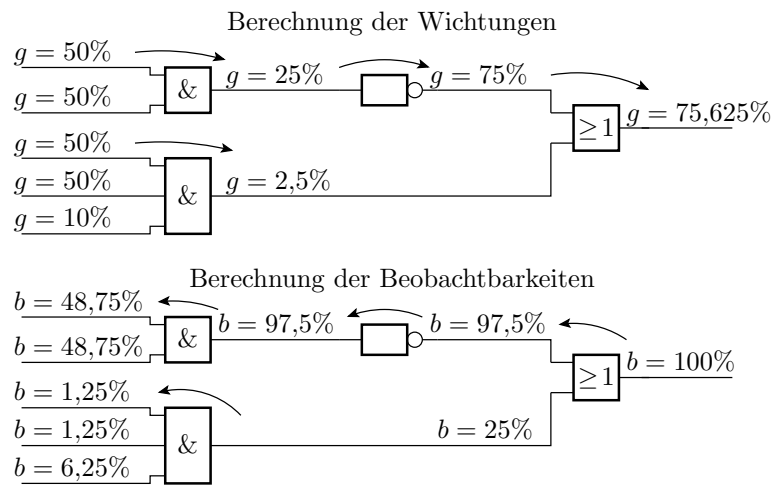 Berechnung der Wichtungen
g = 50%
g = 50%
&
g = 25%
g = 75%
g = 50%
g = 50%
g = 10%
&
g = 2,5%
≥1
g = 75,625%
Berechnung der Beobachtbarkeiten
b = 48,75%
b = 48,75%
&
b = 97,5%
b = 97,5%
b = 1,25%
b = 1,25%
b = 6,25%
&
b = 25%
≥1
b = 100%